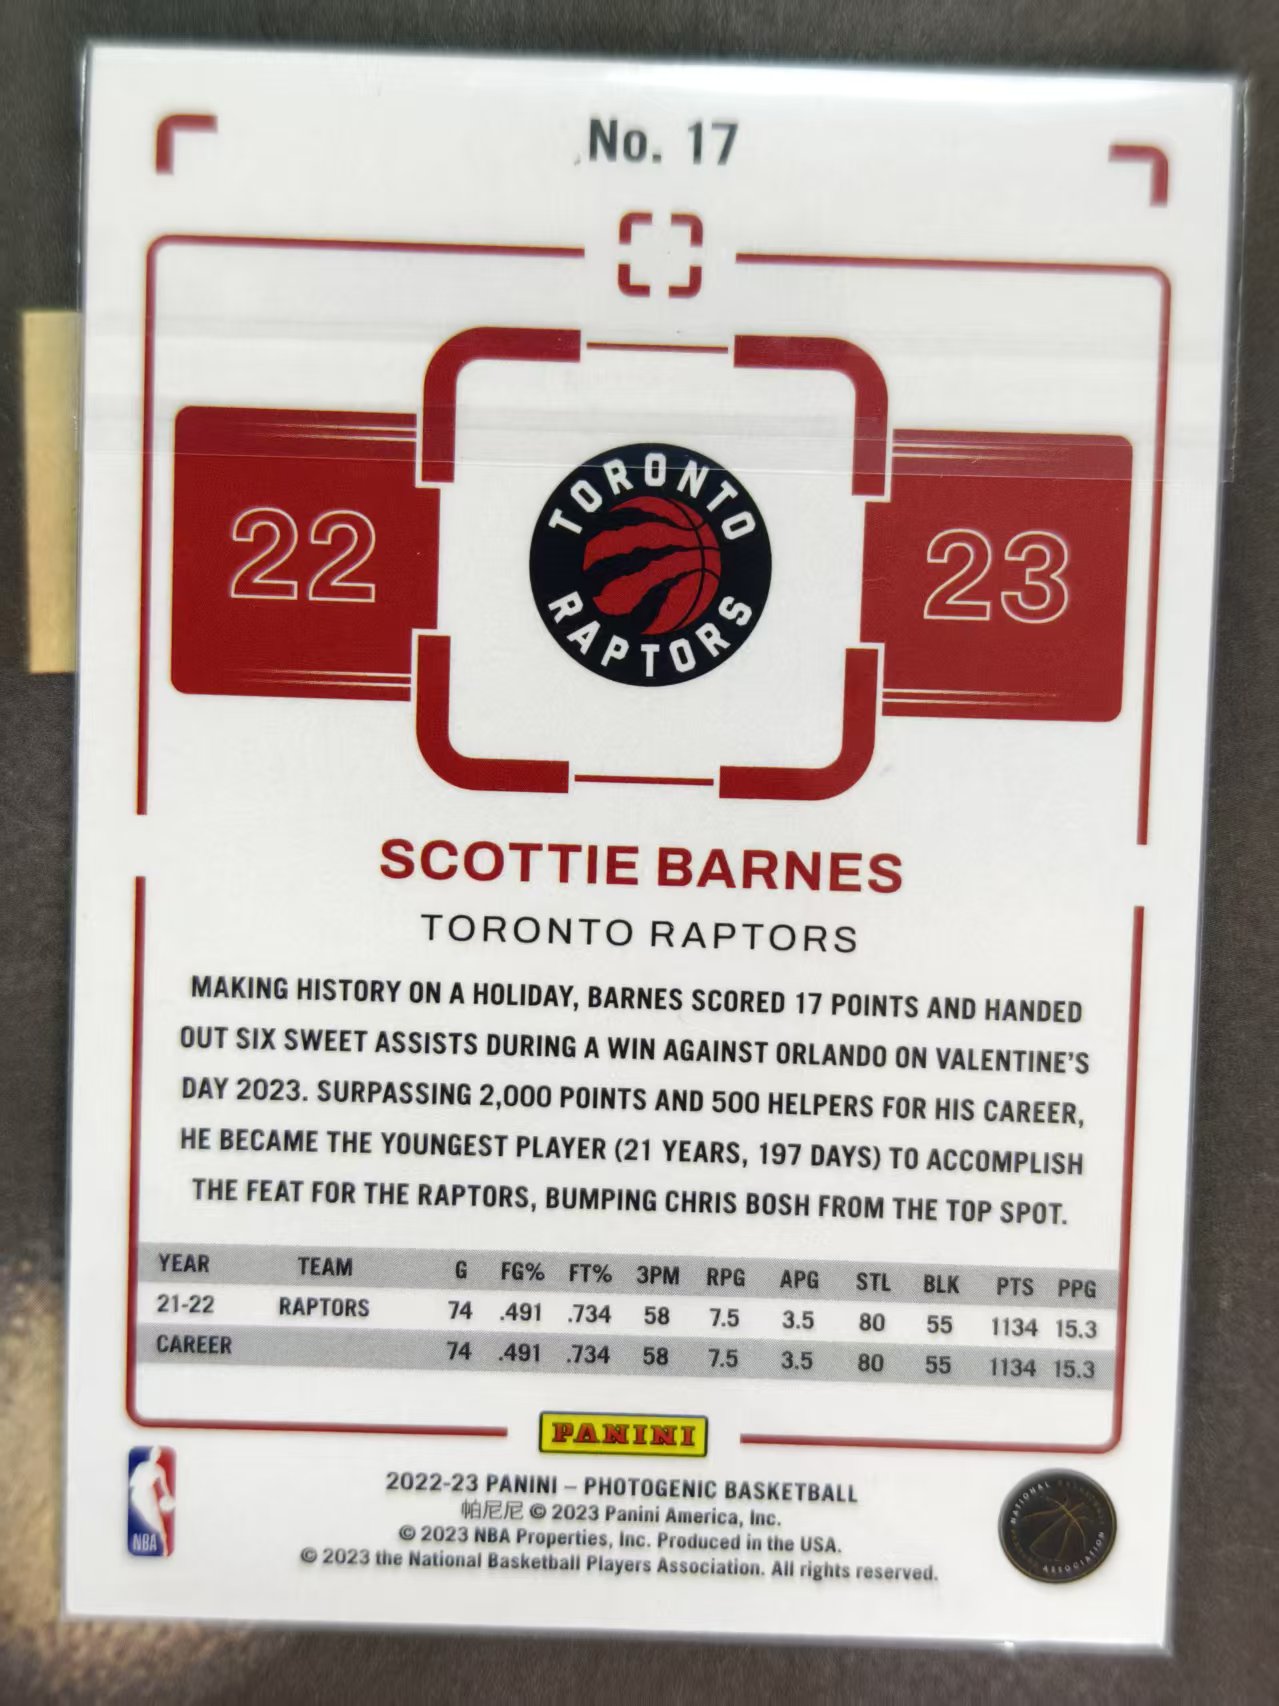 No. 17
TORONTO
RAPTORS
22
23
SCOTTIE BARNES
TORONTO RAPTORS
MAKING HISTORY ON A HOLIDAY, BARNES SCORED 17 POINTS AND HANDED
OUT SIX SWEET ASSISTS DURING A WIN AGAINST ORLANDO ON VALENTINE'S
DAY 2023. SURPASSING 2,000 POINTS AND 500 HELPERS FOR HIS CAREER,
HE BECAME THE YOUNGEST PLAYER (21 YEARS, 197 DAYS) TO ACCOMPLISH
THE FEAT FOR THE RAPTORS, BUMPING CHRIS BOSH FROM THE TOP SPOT.
YEAR TEAM G FG% FT% 3PM RPG APG STL BLK PTS PPG
21-22 RAPTORS 74 .491 .734 58 7.5 3.5 80 55 1134 15.3
CAREER 74 .491 .734 58 7.5 3.5 80 55 1134 15.3
PANINI
2022-23 PANINI – PHOTOGENIC BASKETBALL
帕尼尼 © 2023 Panini America, Inc.
© 2023 NBA Properties, Inc. Produced in the USA.
© 2023 the National Basketball Players Association. All rights reserved.
NBA
NATIONAL BASKETBALL
PLAYERS ASSOCIATION